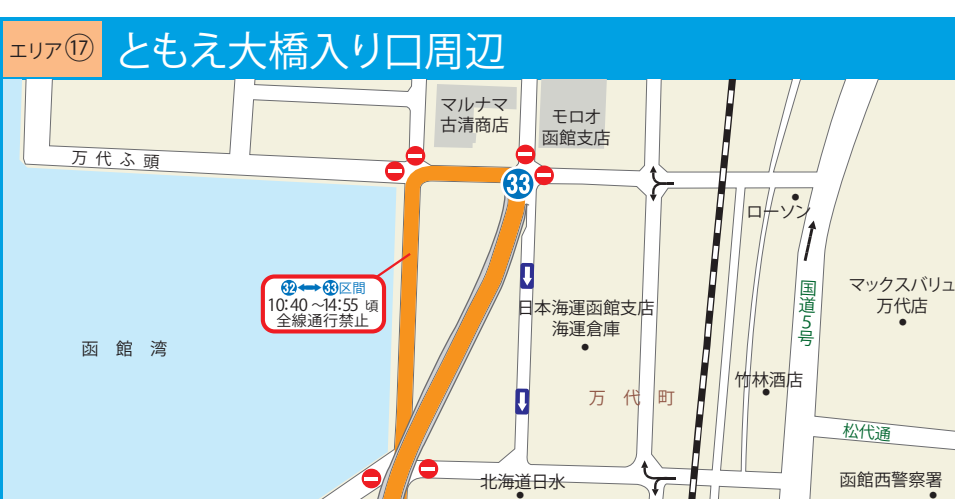 エリア⑰
ともえ大橋入り口周辺
マルナマ
古清商店
モロオ
函館支店
万代ふ頭
33
ローソン
32⟷33区間
10:40～14:55 頃
全線通行禁止
国道5号
マックスバリュ
万代店
日本海運函館支店
海運倉庫
函館湾
竹林酒店
万代町
松代通
北海道日水
函館西警察署